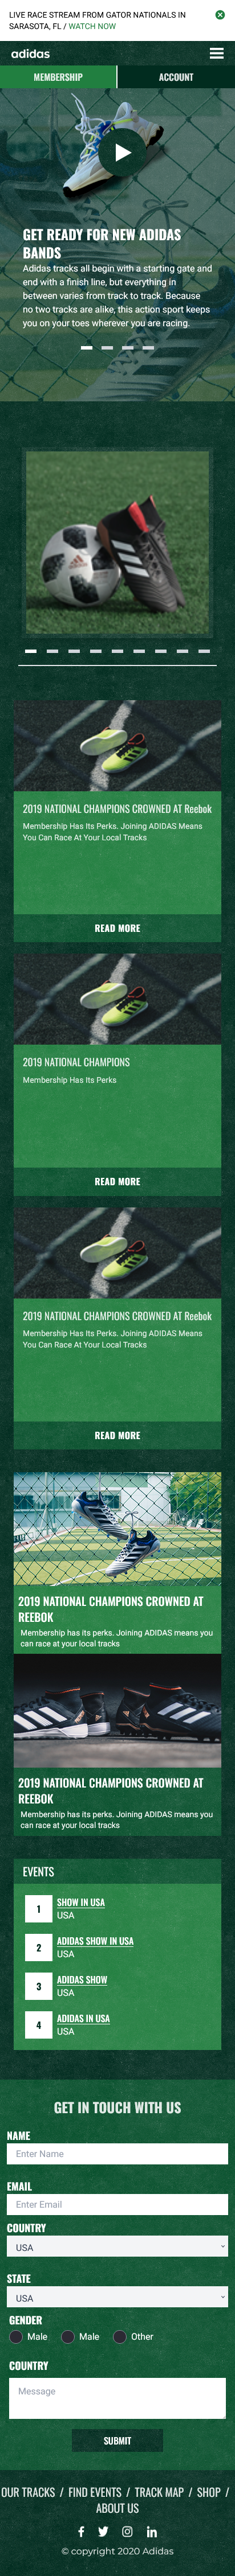 LIVE RACE STREAM FROM GATOR NATIONALS IN
SARASOTA, FL / WATCH NOW
adidas
MEMBERSHIP
ACCOUNT
GET READY FOR NEW ADIDAS
BANDS
Adidas tracks all begin with a starting gate and
end with a finish line, but everything in
between varies from track to track. Because
no two tracks are alike, this action sport keeps
you on your toes wherever you are racing.
2019 NATIONAL CHAMPIONS CROWNED AT Reebok
Membership Has Its Perks. Joining ADIDAS Means
You Can Race At Your Local Tracks
READ MORE
2019 NATIONAL CHAMPIONS
Membership Has Its Perks
READ MORE
2019 NATIONAL CHAMPIONS CROWNED AT Reebok
Membership Has Its Perks. Joining ADIDAS Means
You Can Race At Your Local Tracks
READ MORE
2019 NATIONAL CHAMPIONS CROWNED AT
REEBOK
Membership has its perks. Joining ADIDAS means you
can race at your local tracks
2019 NATIONAL CHAMPIONS CROWNED AT
REEBOK
Membership has its perks. Joining ADIDAS means you
can race at your local tracks
EVENTS
1
SHOW IN USA
USA
2
ADIDAS SHOW IN USA
USA
3
ADIDAS SHOW
USA
4
ADIDAS IN USA
USA
GET IN TOUCH WITH US
NAME
Enter Name
EMAIL
Enter Email
COUNTRY
USA
STATE
USA
GENDER
Male
Male
Other
COUNTRY
Message
SUBMIT
OUR TRACKS / FIND EVENTS / TRACK MAP / SHOP /
ABOUT US
© copyright 2020 Adidas